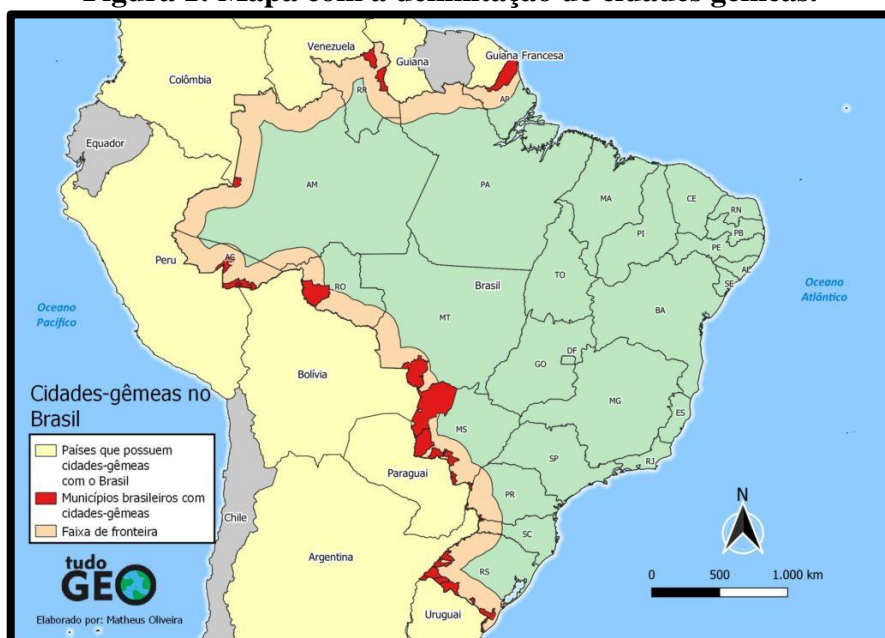 Figura 1: Mapa com a delimitação de cidades gêmeas.
Venezuela
Guiana
Guiana Francesa
Colômbia
RR
AP
Equador
AM
PA
MA
CE
RN
PB
PI
PE
AL
SE
Peru
AC
RO
TO
Brasil
BA
MT
Oceano
Pacífico
Oceano
Atlântico
Bolívia
GO
DF
MG
ES
MS
SP
RJ
Paraguai
PR
SC
Chile
Argentina
RS
Uruguai
Cidades-gêmeas no
Brasil
Países que possuem
cidades-gêmeas
com o Brasil
Municípios brasileiros com
cidades-gêmeas
Faixa de fronteira
tudo
GEO
Elaborado por: Matheus Oliveira
N
0 500 1.000 km